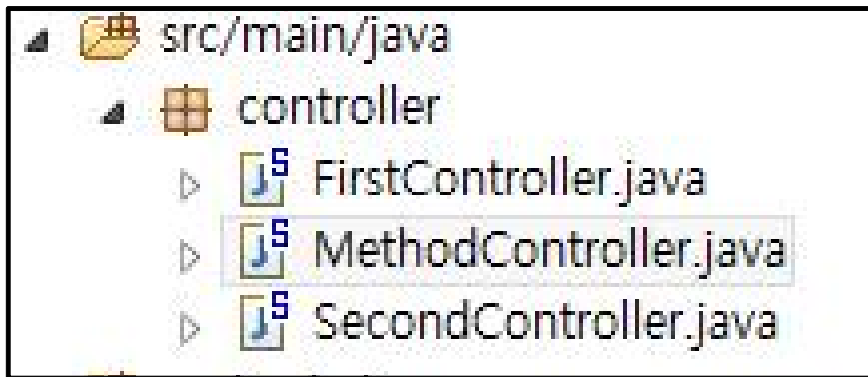 src/main/java
controller
FirstController.java
MethodController.java
SecondController.java